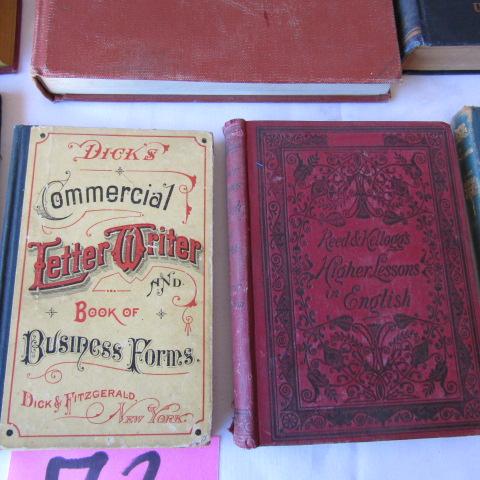 DICK'S
Commercial
Letter Writer
AND
BOOK OF
Business Forms.
DICK & FITZGERALD,
NEW YORK.
Reed & Kellogg's
Higher Lessons
in English